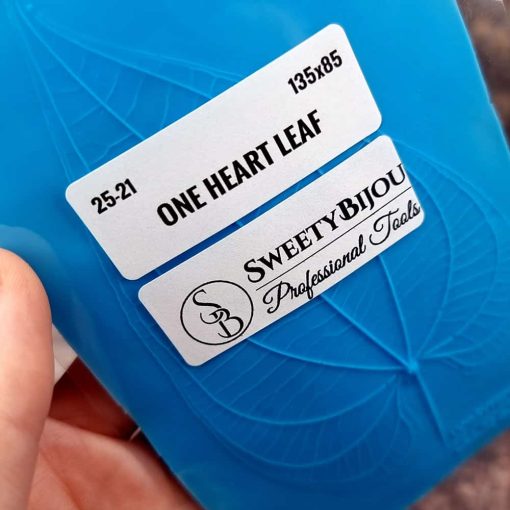 135x85
25-21
ONE HEART LEAF
SWEETYBIJOU
Professional Tools
SB